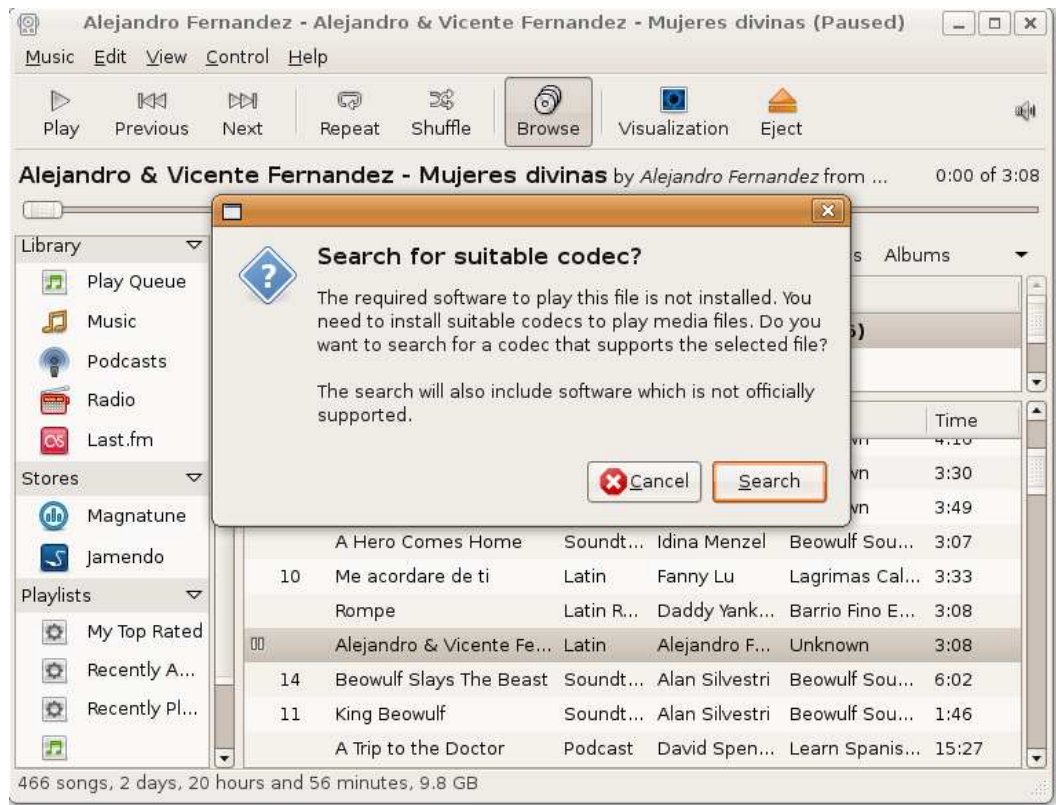 Alejandro Fernandez - Alejandro & Vicente Fernandez - Mujeres divinas (Paused)
Music Edit View Control Help
Play Previous Next Repeat Shuffle Browse Visualization Eject
Alejandro & Vicente Fernandez - Mujeres divinas by Alejandro Fernandez from ... 0:00 of 3:08
Library
Play Queue
Music
Podcasts
Radio
Last.fm
Stores
Magnatune
Jamendo
Playlists
My Top Rated
Recently A...
Recently Pl...
Search for suitable codec?
The required software to play this file is not installed. You
need to install suitable codecs to play media files. Do you
want to search for a codec that supports the selected file?
The search will also include software which is not officially
supported.
Cancel Search
s Albums
Time
3:30
3:49
A Hero Comes Home Soundt... Idina Menzel Beowulf Sou... 3:07
10 Me acordare de ti Latin Fanny Lu Lagrimas Cal... 3:33
Rompe Latin R... Daddy Yank... Barrio Fino E... 3:08
Alejandro & Vicente Fe... Latin Alejandro F... Unknown 3:08
14 Beowulf Slays The Beast Soundt... Alan Silvestri Beowulf Sou... 6:02
11 King Beowulf Soundt... Alan Silvestri Beowulf Sou... 1:46
A Trip to the Doctor Podcast David Spen... Learn Spanis... 15:27
466 songs, 2 days, 20 hours and 56 minutes, 9.8 GB